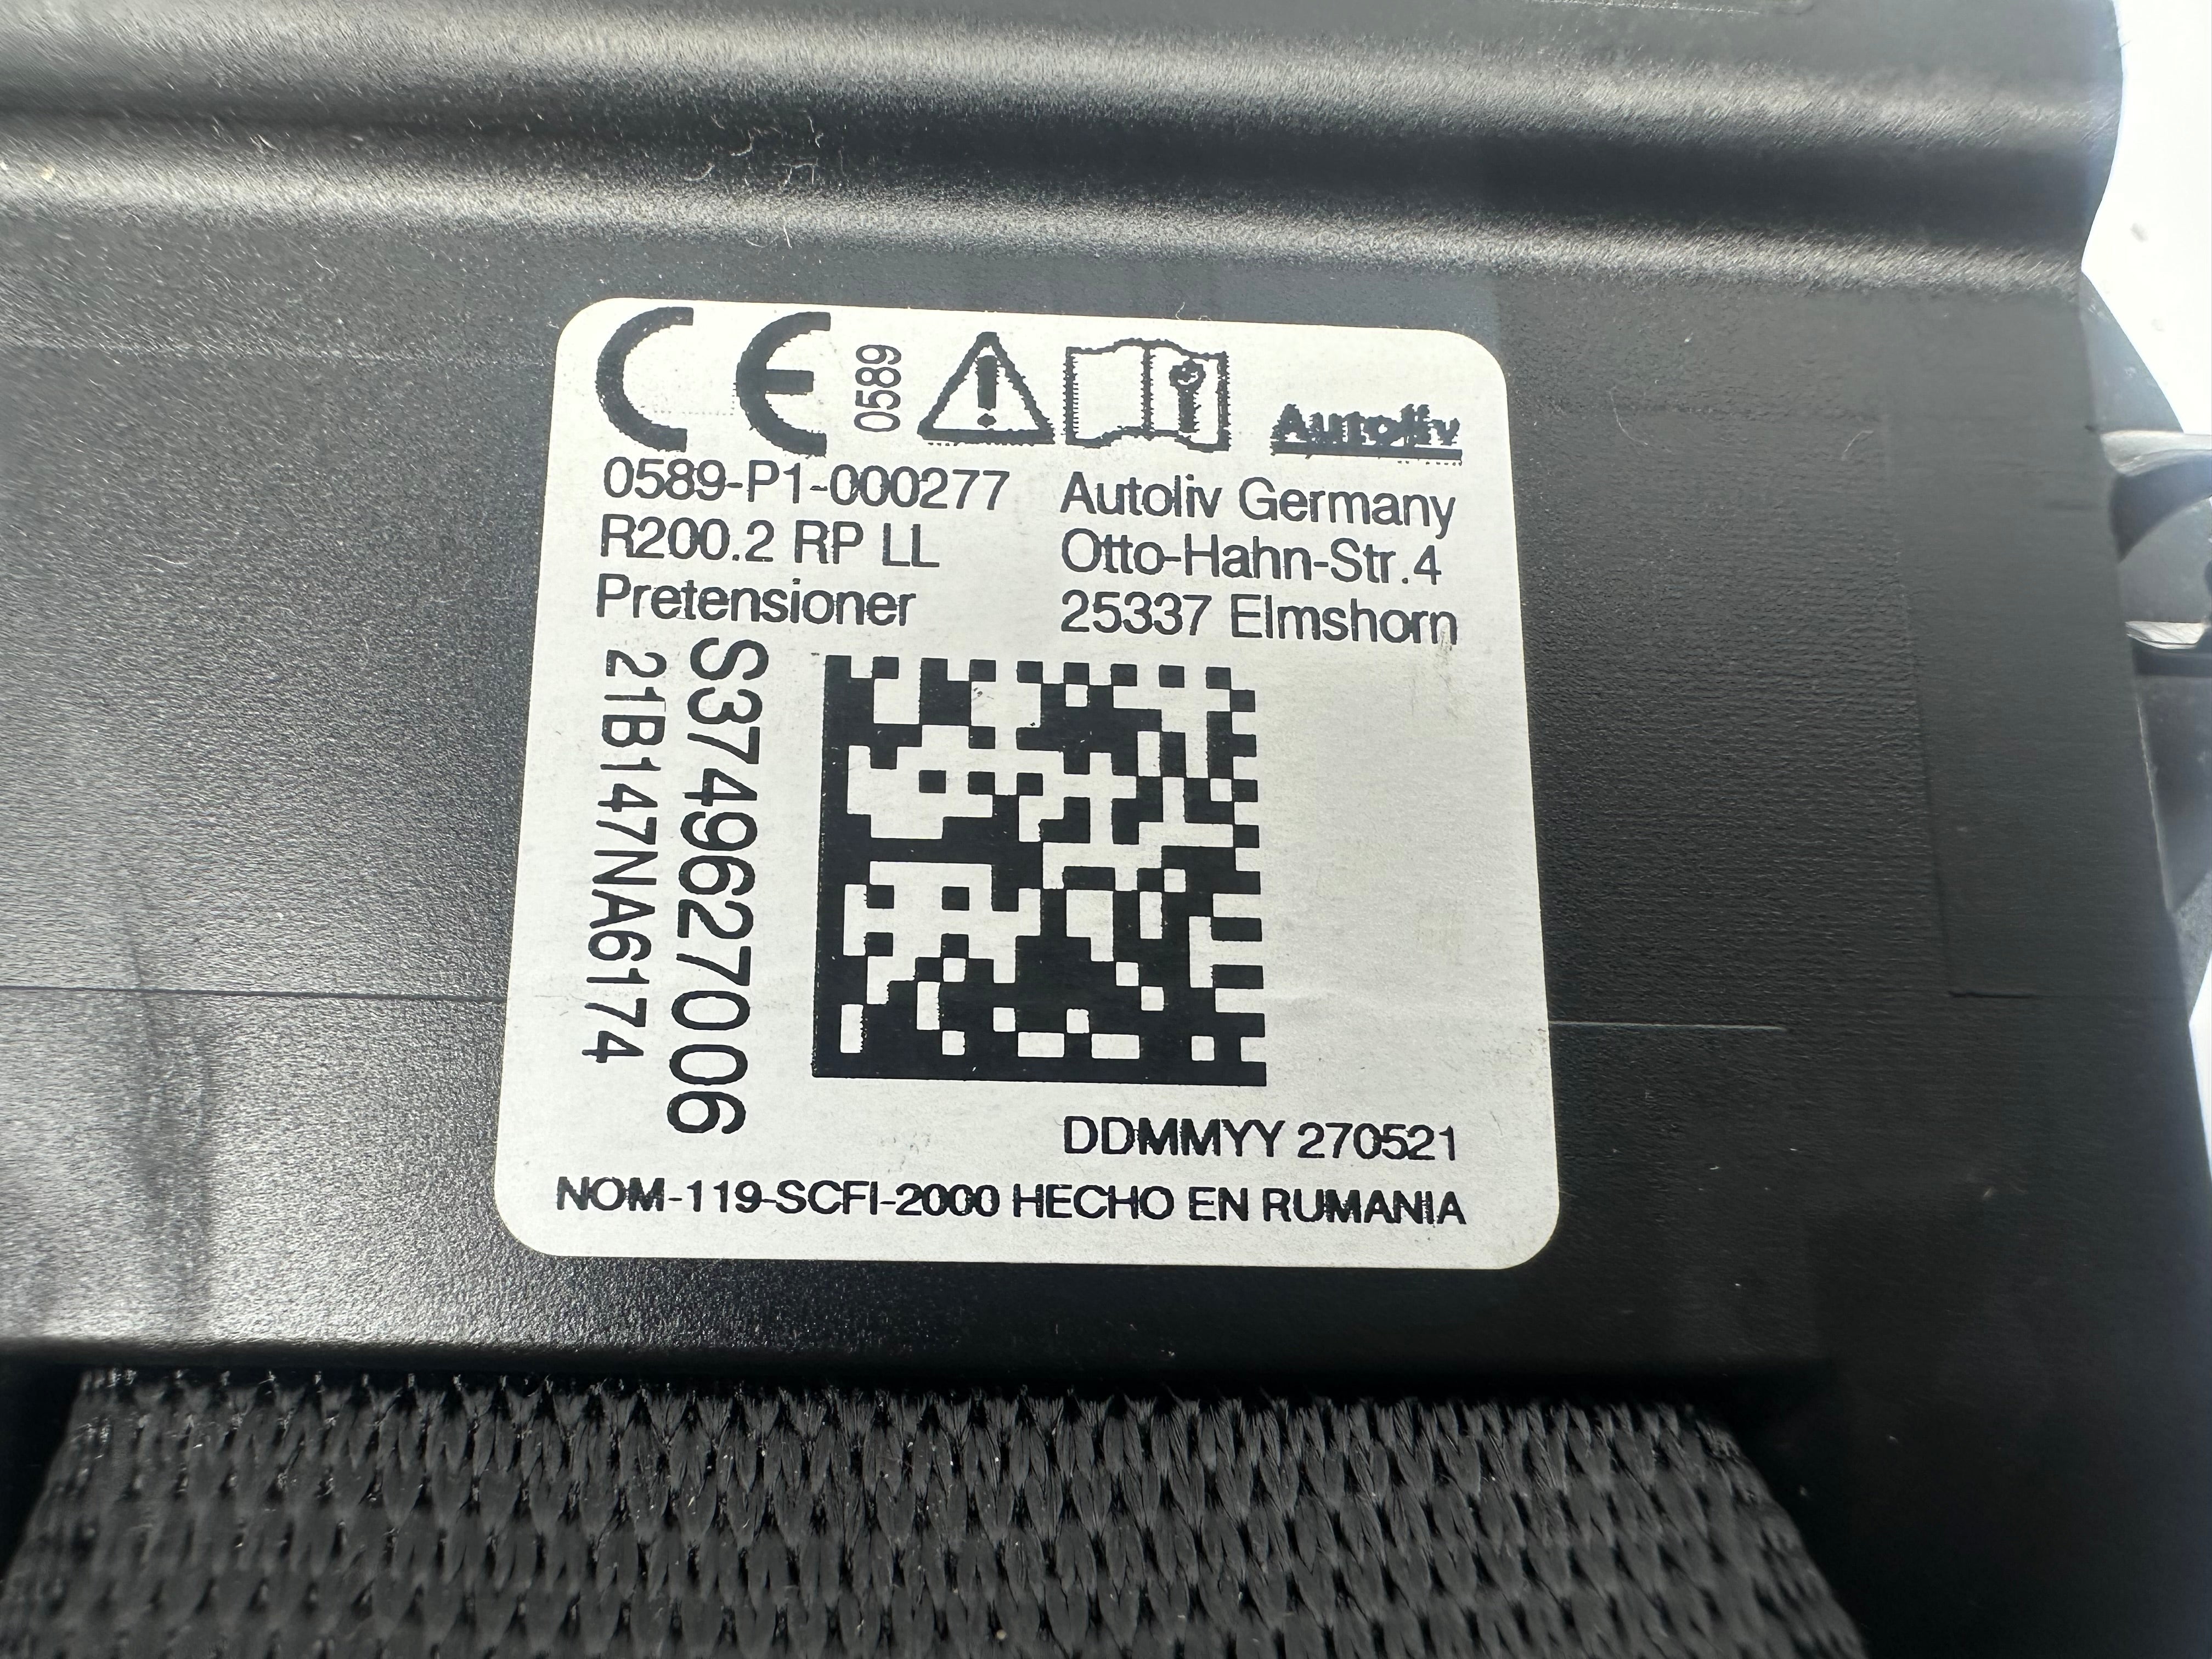 CE 0589 Autoliv
0589-P1-000277
R200.2 RP LL
Pretensioner
Autoliv Germany
Otto-Hahn-Str.4
25337 Elmshorn
S3749627006
21B147NA6174
DDMMYY 270521
NOM-119-SCFI-2000 HECHO EN RUMANIA